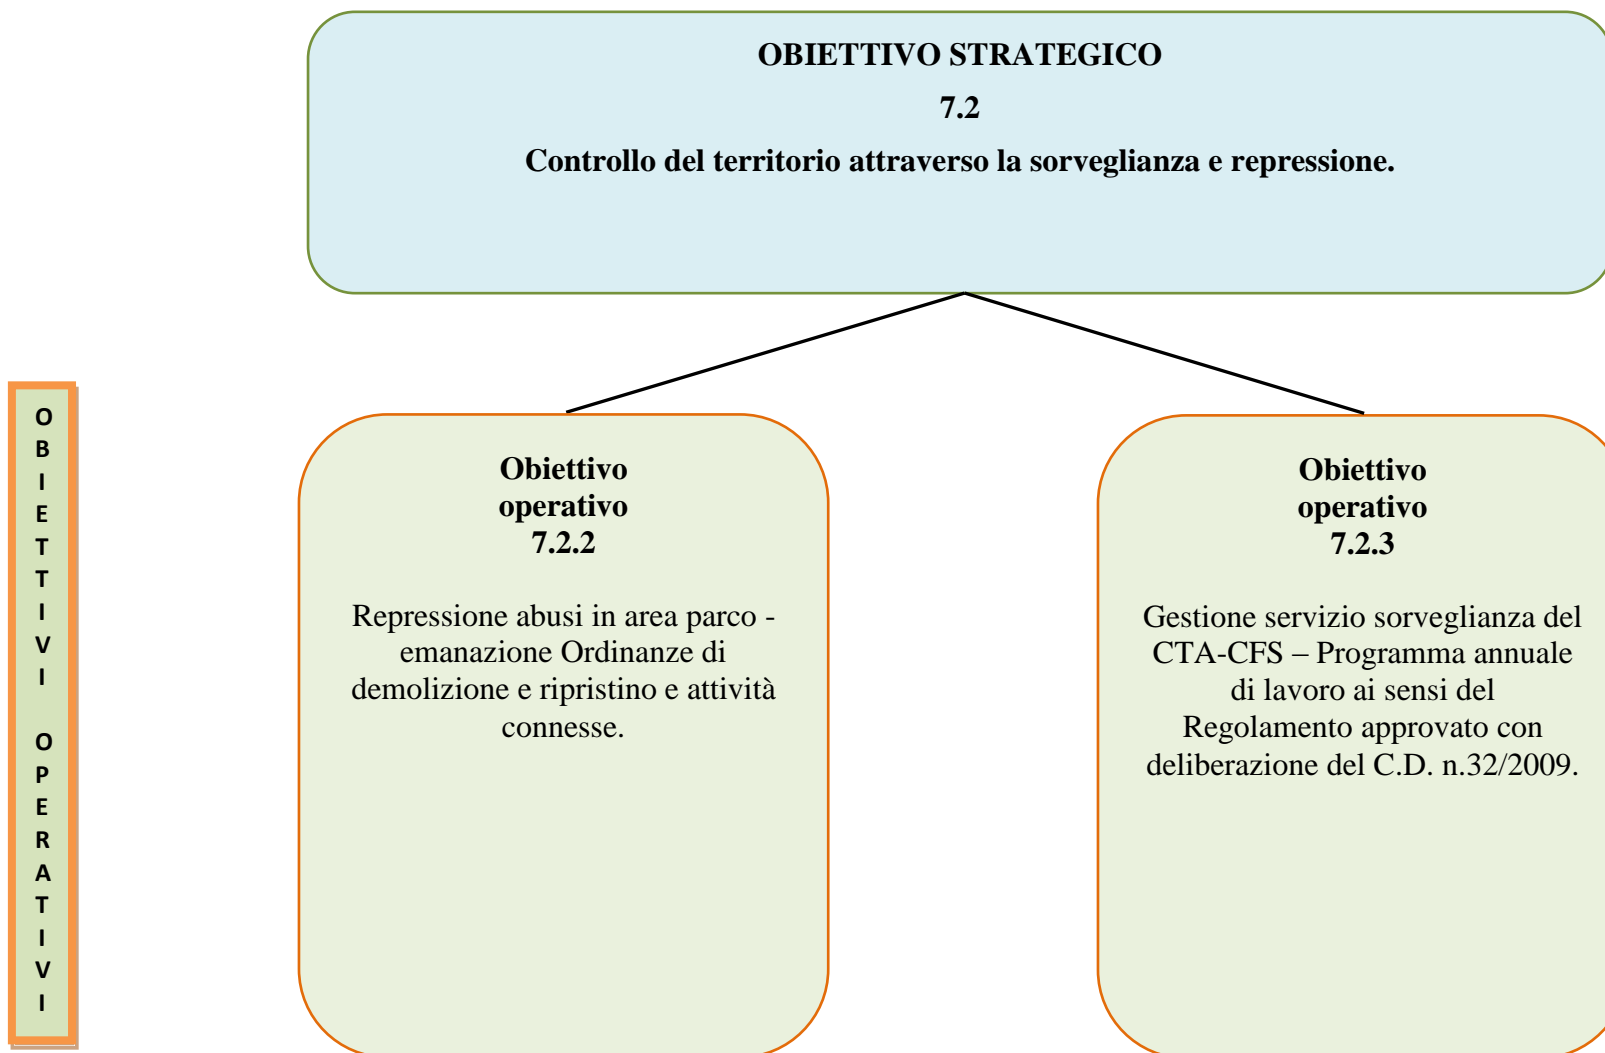 OBIETTIVO STRATEGICO
7.2
Controllo del territorio attraverso la sorveglianza e repressione.
O
B
I
E
T
T
I
V
I
O
P
E
R
A
T
I
V
I
Obiettivo
operativo
7.2.2
Repressione abusi in area parco -
emanazione Ordinanze di
demolizione e ripristino e attività
connesse.
Obiettivo
operativo
7.2.3
Gestione servizio sorveglianza del
CTA-CFS – Programma annuale
di lavoro ai sensi del
Regolamento approvato con
deliberazione del C.D. n.32/2009.